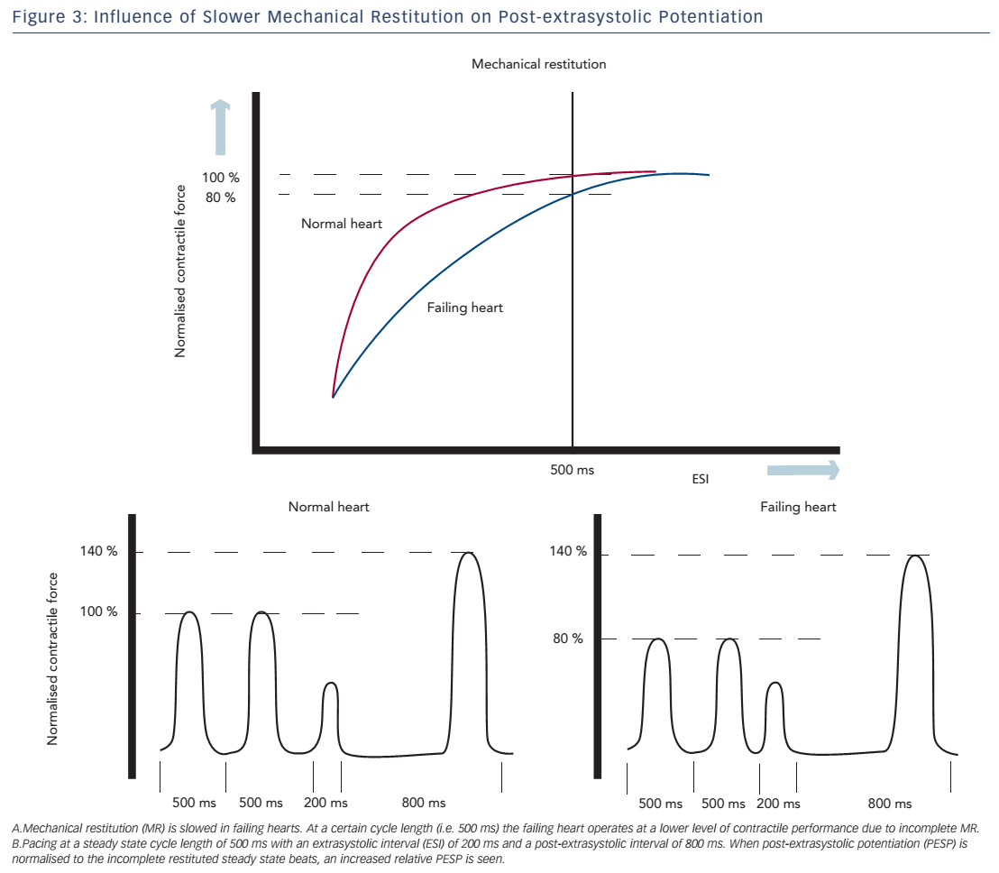 Figure 3: Influence of Slower Mechanical Restitution on Post-extrasystolic Potentiation
Mechanical restitution
100 %
80 %
Normalised contractile force
Normal heart
Failing heart
500 ms
ESI
Normal heart
140 %
100 %
Normalised contractile force
500 ms
500 ms
200 ms
800 ms
Failing heart
140 %
80 %
500 ms
500 ms
200 ms
800 ms
A.Mechanical restitution (MR) is slowed in failing hearts. At a certain cycle length (i.e. 500 ms) the failing heart operates at a lower level of contractile performance due to incomplete MR.
B.Pacing at a steady state cycle length of 500 ms with an extrasystolic interval (ESI) of 200 ms and a post-extrasystolic interval of 800 ms. When post-extrasystolic potentiation (PESP) is
normalised to the incomplete restituted steady state beats, an increased relative PESP is seen.